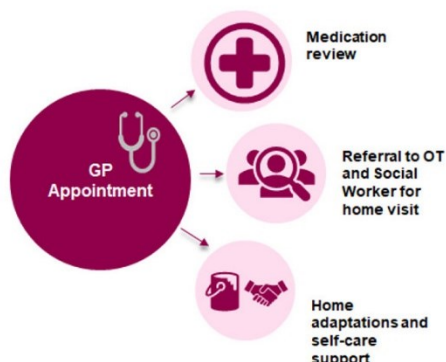 GP
Appointment
Medication
review
Referral to OT
and Social
Worker for
home visit
Home
adaptations and
self-care
support